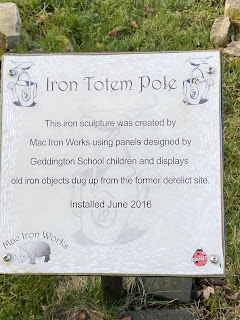 Iron Totem Pole
This iron sculpture was created by
Mac Iron Works using panels designed by
Geddington School children and displays
old iron objects dug up from the former derelict site.
Installed June 2016
Mac Iron Works